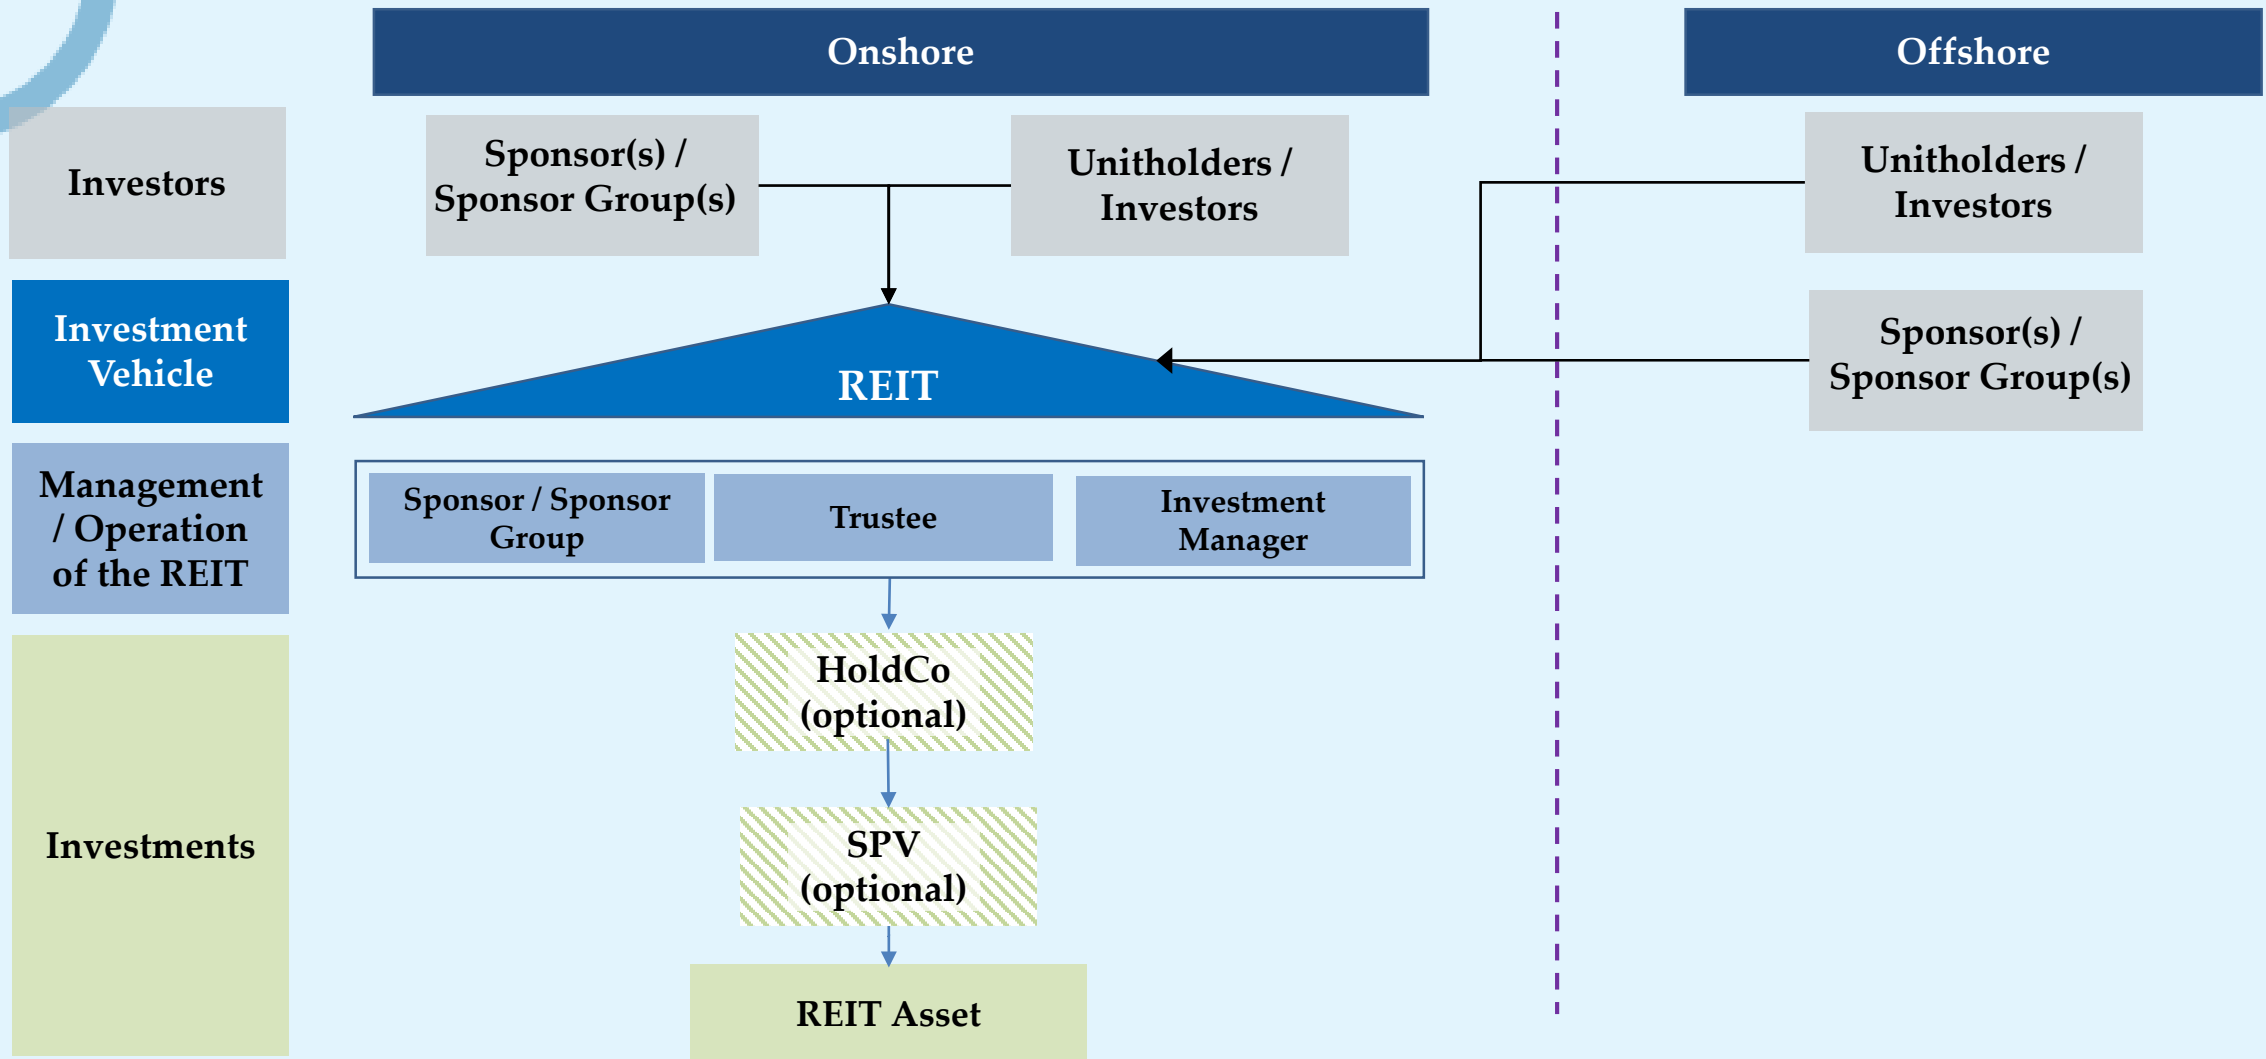 Onshore
Offshore
Investors
Sponsor(s) /
Sponsor Group(s)
Unitholders /
Investors
Unitholders /
Investors
Investment
Vehicle
REIT
Sponsor(s) /
Sponsor Group(s)
Management
/ Operation
of the REIT
Sponsor / Sponsor
Group
Trustee
Investment
Manager
Investments
HoldCo
(optional)
SPV
(optional)
REIT Asset